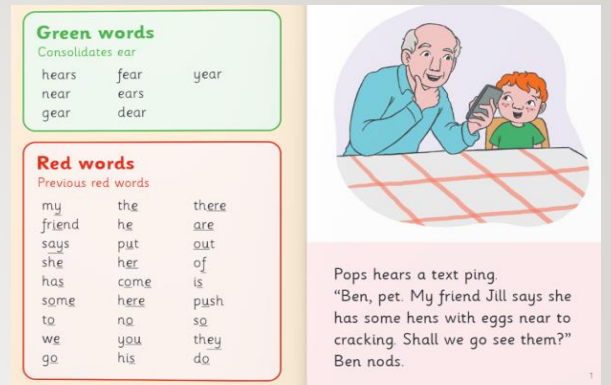 Green words
Consolidates ear
hears fear year
near ears
gear dear
Red words
Previous red words
my the there
friend he are
says put out
she her of
has come is
some here push
to no so
we you they
go his do
Pops hears a text ping.
“Ben, pet. My friend Jill says she
has some hens with eggs near to
cracking. Shall we go see them?”
Ben nods.
1